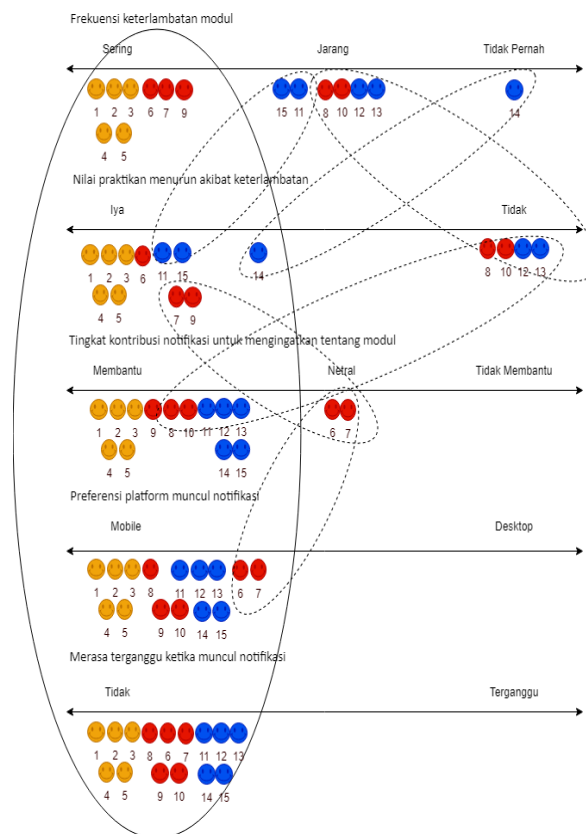 Frekuensi keterlambatan modul
Sering Jarang Tidak Pernah
1 2 3 6 7 9 15 11 8 10 12 13 14
4 5
Nilai praktikan menurun akibat keterlambatan
Iya Tidak
1 2 3 6 11 15 14 8 10 12 13
4 5 7 9
Tingkat kontribusi notifikasi untuk mengingatkan tentang modul
Membantu Netral Tidak Membantu
1 2 3 9 8 10 11 12 13 6 7
4 5 14 15
Preferensi platform muncul notifikasi
Mobile Desktop
1 2 3 8 11 12 13 6 7
4 5 9 10 14 15
Merasa terganggu ketika muncul notifikasi
Tidak Terganggu
1 2 3 8 6 7 11 12 13
4 5 9 10 14 15